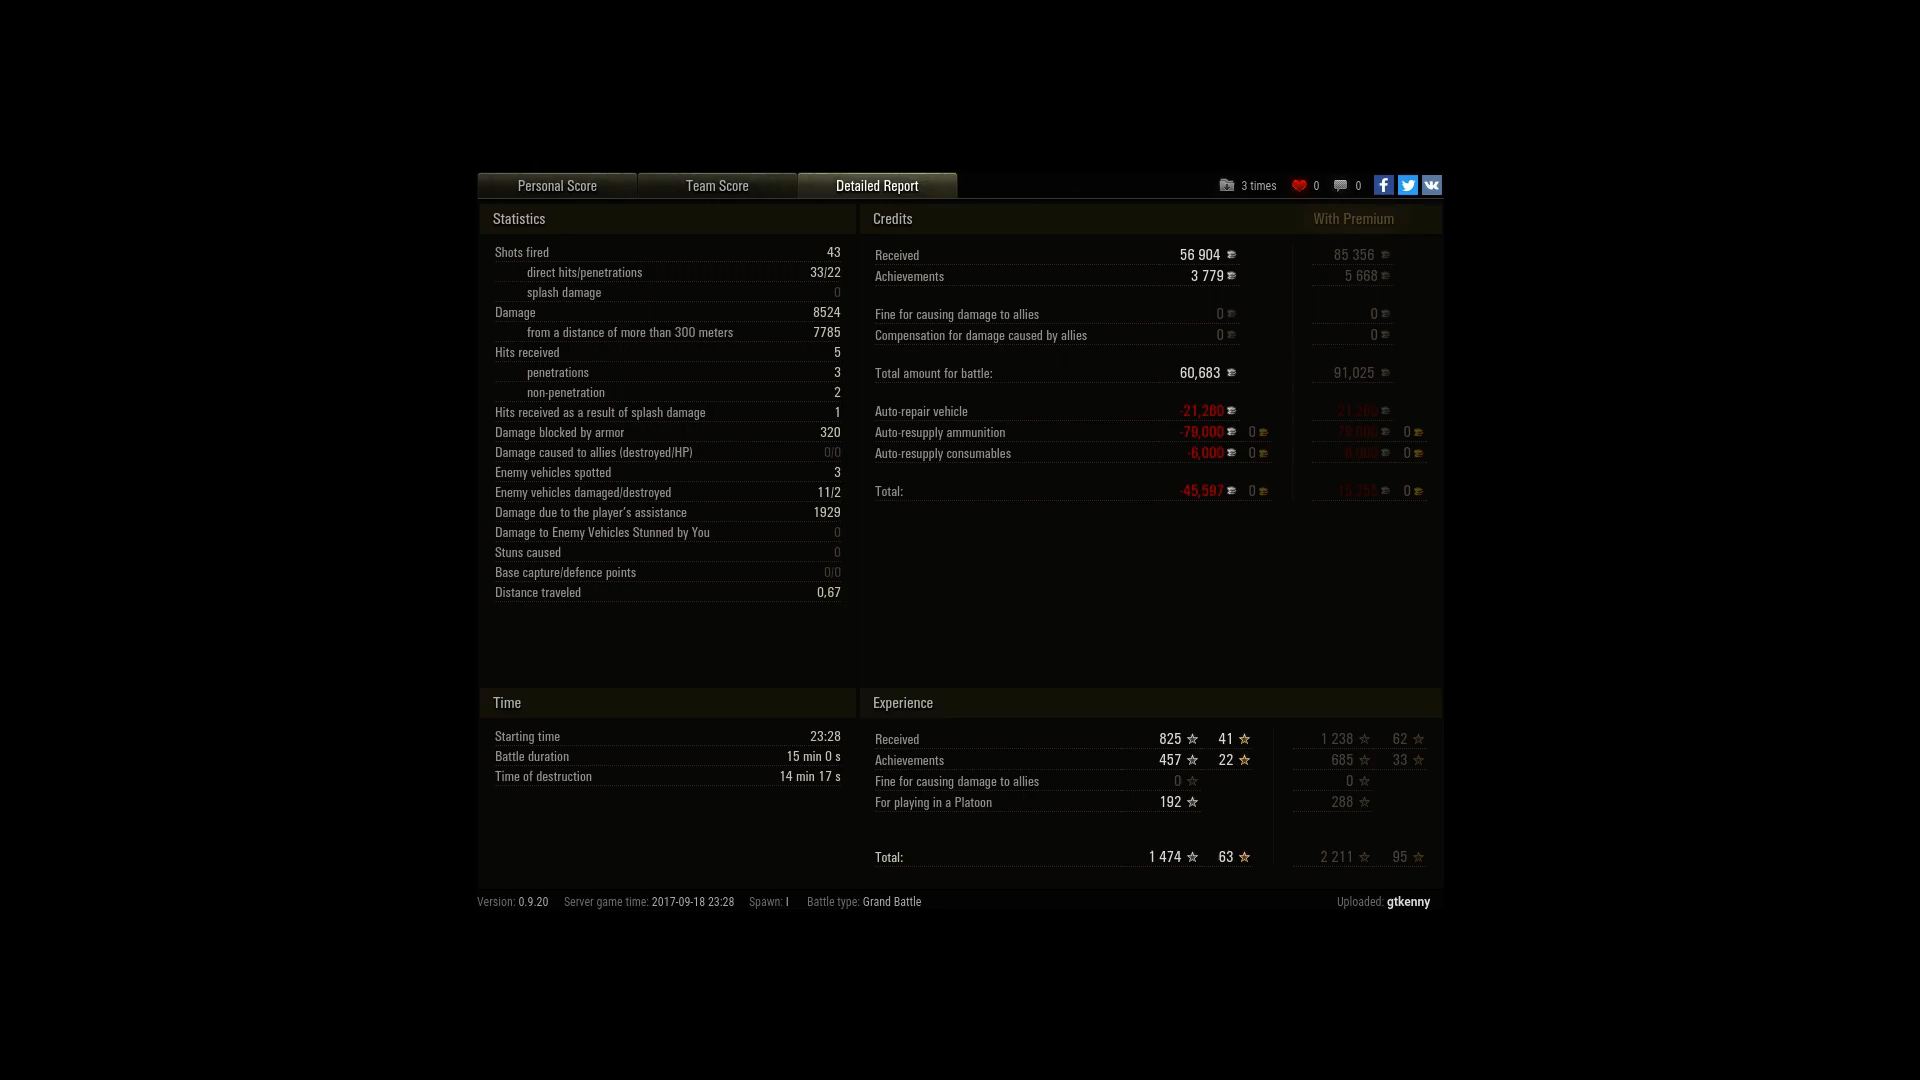 Personal Score Team Score Detailed Report 3 times 0 0
Statistics
Shots fired 43
direct hits/penetrations 33/22
splash damage 0
Damage 8524
from a distance of more than 300 meters 7785
Hits received 5
penetrations 3
non-penetration 2
Hits received as a result of splash damage 1
Damage blocked by armor 320
Damage caused to allies (destroyed/HP) 0/0
Enemy vehicles spotted 3
Enemy vehicles damaged/destroyed 11/2
Damage due to the player's assistance 1929
Damage to Enemy Vehicles Stunned by You 0
Stuns caused 0
Base capture/defence points 0/0
Distance traveled 0,67
Credits With Premium
Received 56 904 85 356
Achievements 3 779 5 668
Fine for causing damage to allies 0 0
Compensation for damage caused by allies 0 0
Total amount for battle: 60,683 91,025
Auto-repair vehicle -21,280 -21,280
Auto-resupply ammunition -79,000 0 -79,000 0
Auto-resupply consumables -6,000 0 -6,000 0
Total: -45,597 0 0
Time
Starting time 23:28
Battle duration 15 min 0 s
Time of destruction 14 min 17 s
Experience
Received 825 41 1 238 62
Achievements 457 22 685 33
Fine for causing damage to allies 0 0
For playing in a Platoon 192 288
Total: 1 474 63 2 211 95
Version: 0.9.20 Server game time: 2017-09-18 23:28 Spawn: I Battle type: Grand Battle Uploaded: gtkenny